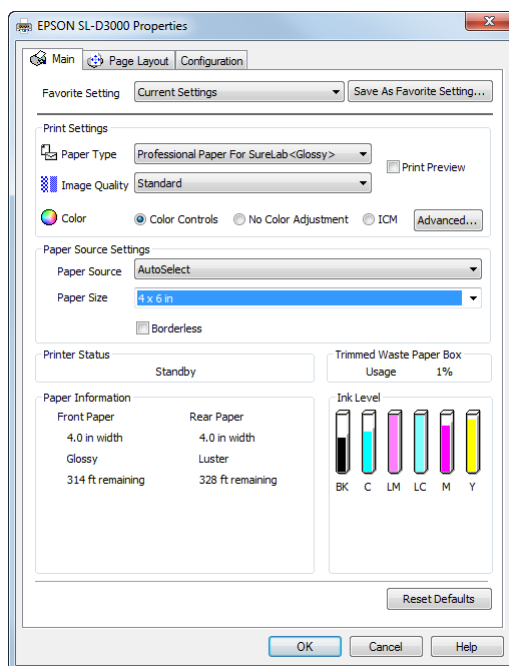 EPSON SL-D3000 Properties
Main Page Layout Configuration
Favorite Setting Current Settings Save As Favorite Setting...
Print Settings
Paper Type Professional Paper For SureLab<Glossy>
Print Preview
Image Quality Standard
Color Color Controls No Color Adjustment ICM Advanced...
Paper Source Settings
Paper Source AutoSelect
Paper Size 4 x 6 in
Borderless
Printer Status
Standby
Trimmed Waste Paper Box
Usage 1%
Paper Information
Front Paper Rear Paper
4.0 in width 4.0 in width
Glossy Luster
314 ft remaining 328 ft remaining
Ink Level
BK C LM LC M Y
Reset Defaults
OK Cancel Help